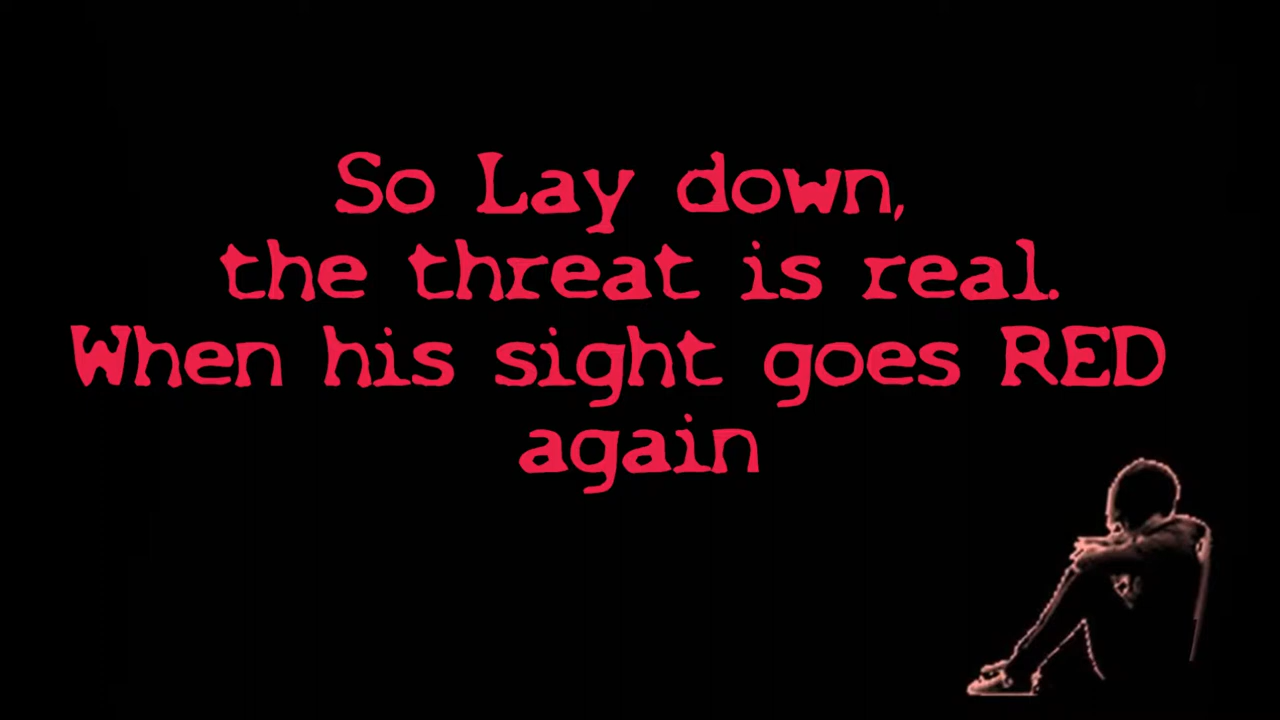 So Lay down,
the threat is real.
When his sight goes RED
again